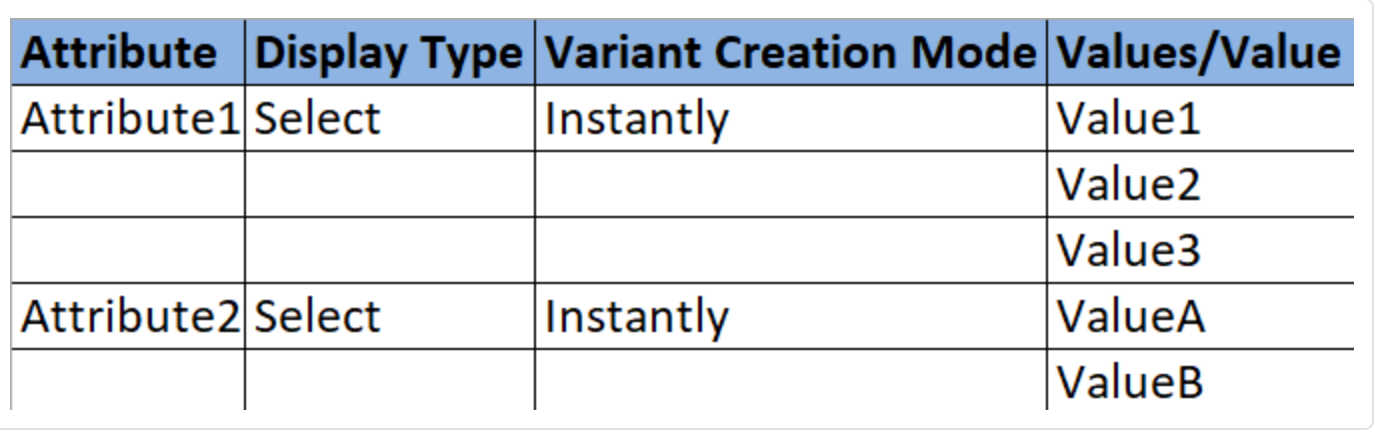 Attribute Display Type Variant Creation Mode Values/Value
Attribute1 Select Instantly Value1
Value2
Value3
Attribute2 Select Instantly ValueA
ValueB